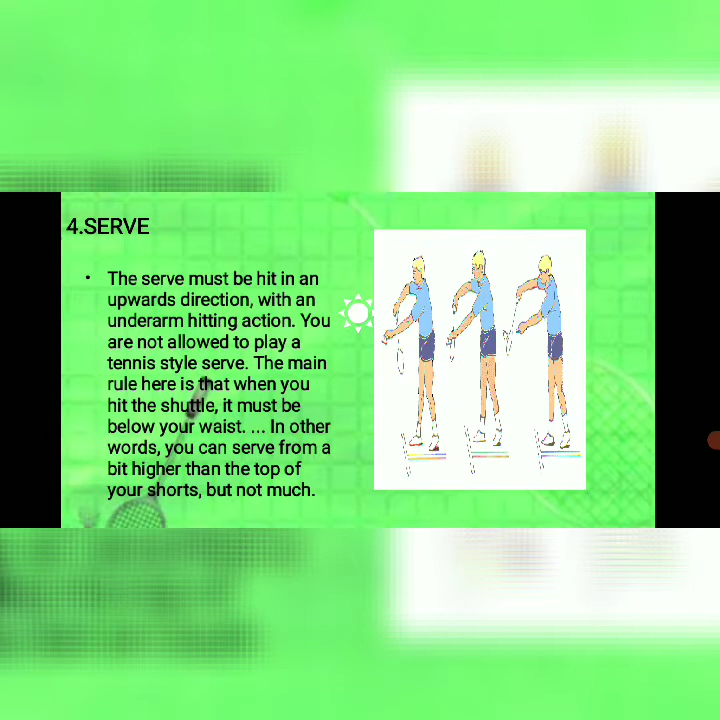 4.SERVE
• The serve must be hit in an
upwards direction, with an
underarm hitting action. You
are not allowed to play a
tennis style serve. The main
rule here is that when you
hit the shuttle, it must be
below your waist. ... In other
words, you can serve from a
bit higher than the top of
your shorts, but not much.